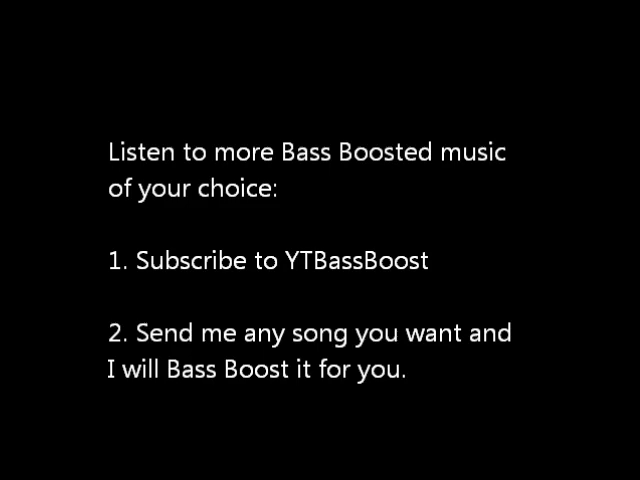 Listen to more Bass Boosted music
of your choice:
1. Subscribe to YTBassBoost
2. Send me any song you want and
I will Bass Boost it for you.